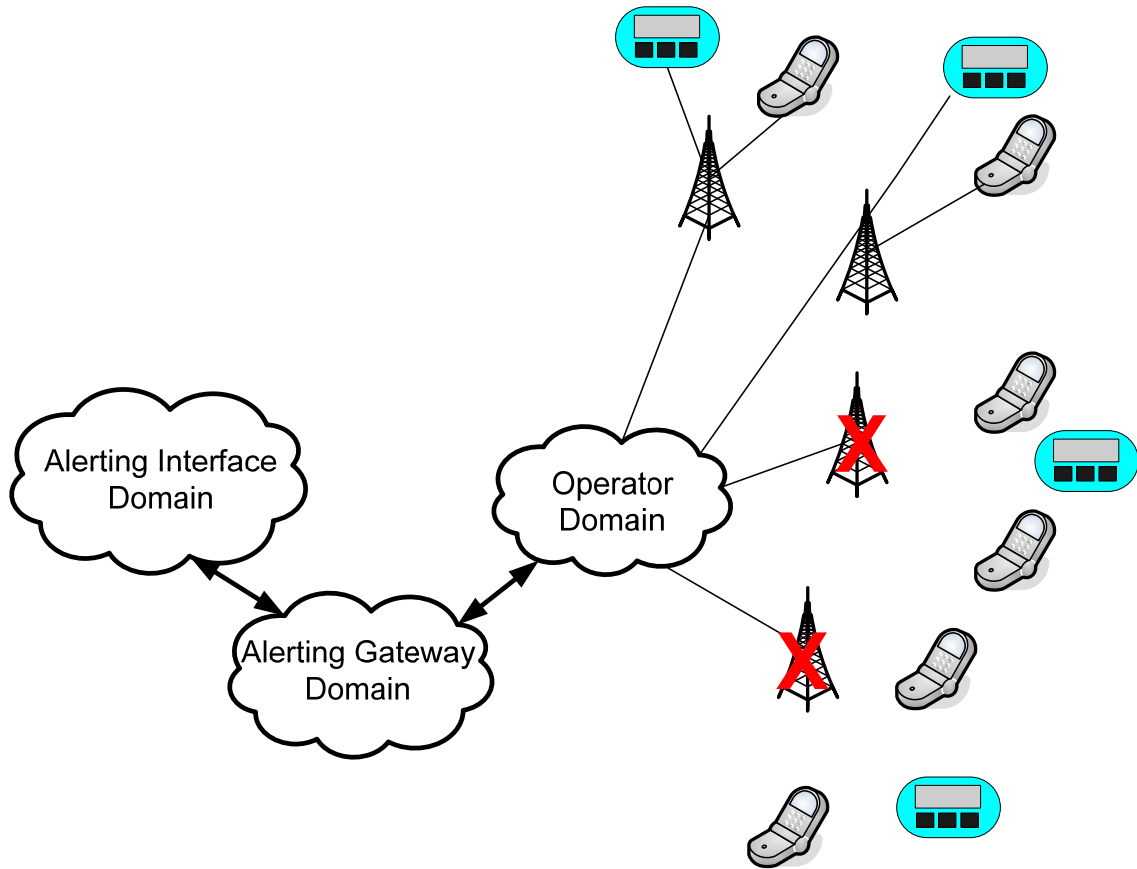 Alerting Interface
Domain
Operator
Domain
Alerting Gateway
Domain
X
X